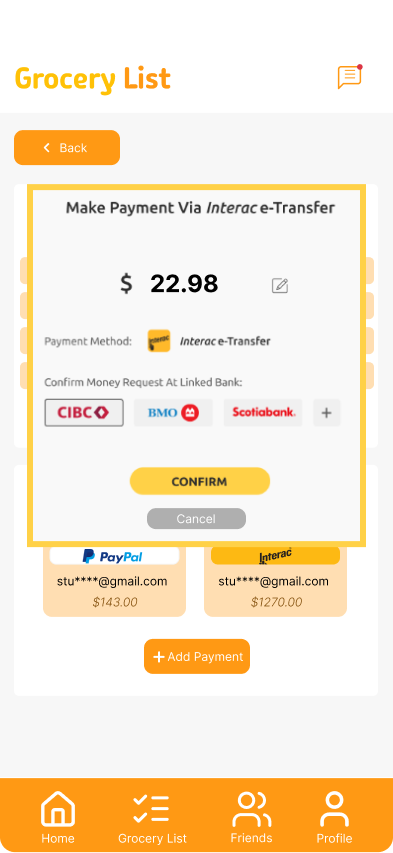 Grocery List
Back
Make Payment Via Interac e-Transfer
$ 22.98
Payment Method: Interac Interac e-Transfer
Confirm Money Request At Linked Bank:
CIBC BMO Scotiabank. +
CONFIRM
Cancel
PayPal Interac
stu****@gmail.com stu****@gmail.com
$143.00 $1270.00
+ Add Payment
Home Grocery List Friends Profile